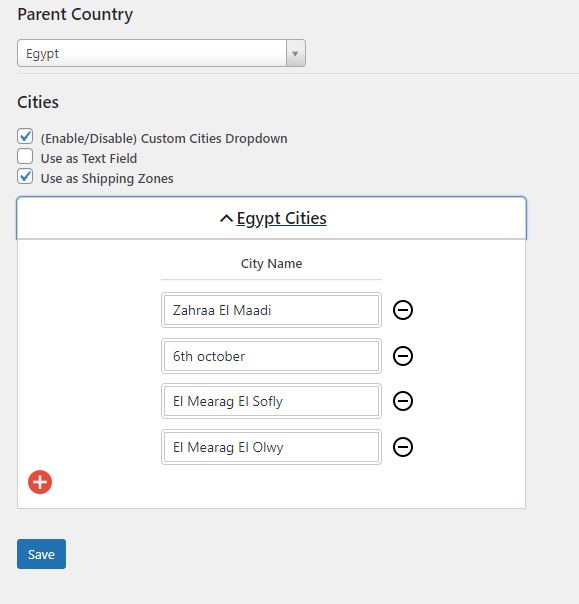 Parent Country
Egypt
Cities
(Enable/Disable) Custom Cities Dropdown
Use as Text Field
Use as Shipping Zones
Egypt Cities
City Name
Zahraa El Maadi
6th october
El Mearag El Sofly
El Mearag El Olwy
Save